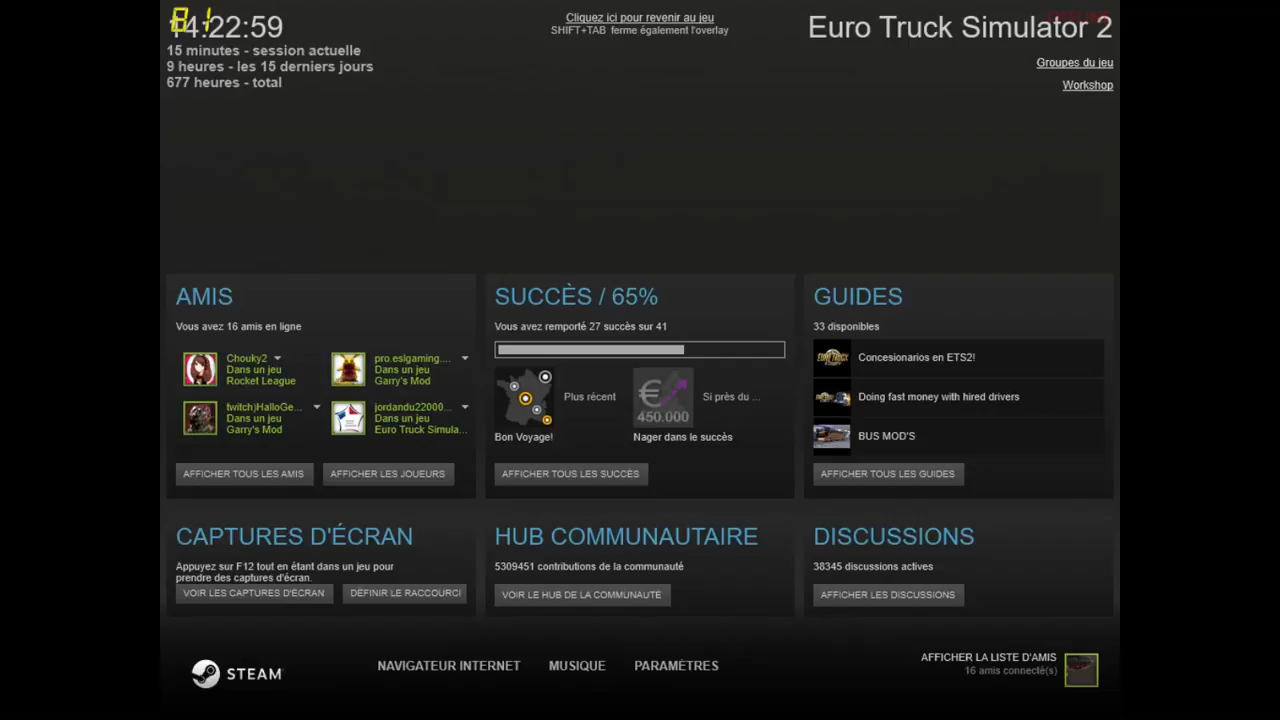 81
14:22:59
15 minutes - session actuelle
9 heures - les 15 derniers jours
677 heures - total
Cliquez ici pour revenir au jeu
SHIFT+TAB ferme également l'overlay
Euro Truck Simulator 2
Groupes du jeu
Workshop
AMIS
Vous avez 16 amis en ligne
Chouky2
Dans un jeu
Rocket League
pro.eslgaming....
Dans un jeu
Garry's Mod
twitch)HalloGe...
Dans un jeu
Garry's Mod
jordandu22000...
Dans un jeu
Euro Truck Simula...
AFFICHER TOUS LES AMIS
AFFICHER LES JOUEURS
SUCCÈS / 65%
Vous avez remporté 27 succès sur 41
Plus récent
Bon Voyage!
€
450.000
Si près du ...
Nager dans le succès
AFFICHER TOUS LES SUCCÈS
GUIDES
33 disponibles
EURO TRUCK
Concesionarios en ETS2!
Doing fast money with hired drivers
BUS MOD'S
AFFICHER TOUS LES GUIDES
CAPTURES D'ÉCRAN
Appuyez sur F12 tout en étant dans un jeu pour
prendre des captures d'écran.
VOIR LES CAPTURES D'ÉCRAN
DÉFINIR LE RACCOURCI
HUB COMMUNAUTAIRE
5309451 contributions de la communauté
VOIR LE HUB DE LA COMMUNAUTÉ
DISCUSSIONS
38345 discussions actives
AFFICHER LES DISCUSSIONS
STEAM
NAVIGATEUR INTERNET
MUSIQUE
PARAMÈTRES
AFFICHER LA LISTE D'AMIS
16 amis connecté(s)